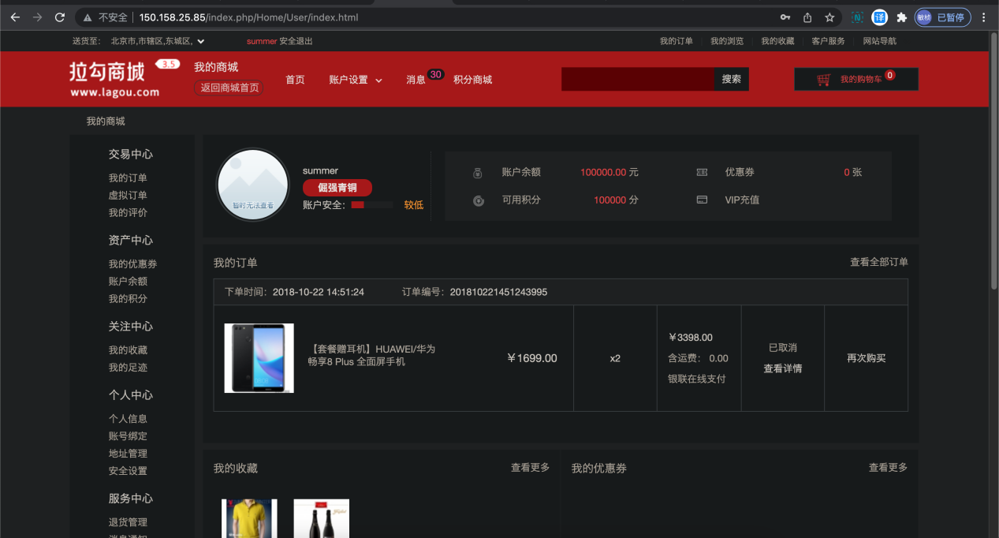 不安全 150.158.25.85/index.php/Home/User/index.html 译 敏桢 已暂停
送货至： 北京市,市辖区,东城区, summer 安全退出 我的订单 我的浏览 我的收藏 客户服务 网站导航
拉勾商城 3.5 我的商城
www.lagou.com 返回商城首页 首页 账户设置 消息 30 积分商城 搜索 我的购物车 0
我的商城
交易中心
我的订单
虚拟订单
我的评价
资产中心
我的优惠券
账户余额
我的积分
关注中心
我的收藏
我的足迹
个人中心
个人信息
账号绑定
地址管理
安全设置
服务中心
退货管理
消息通知
暂时无法查看
summer
倔强青铜
账户安全： 较低
账户余额 100000.00 元 优惠券 0 张
可用积分 100000 分 VIP充值
我的订单 查看全部订单
下单时间：2018-10-22 14:51:24 订单编号：201810221451243995
【套餐赠耳机】HUAWEI/华为
畅享8 Plus 全面屏手机
￥1699.00
x2
￥3398.00
含运费： 0.00
银联在线支付
已取消
查看详情
再次购买
我的收藏 查看更多 我的优惠券 查看更多